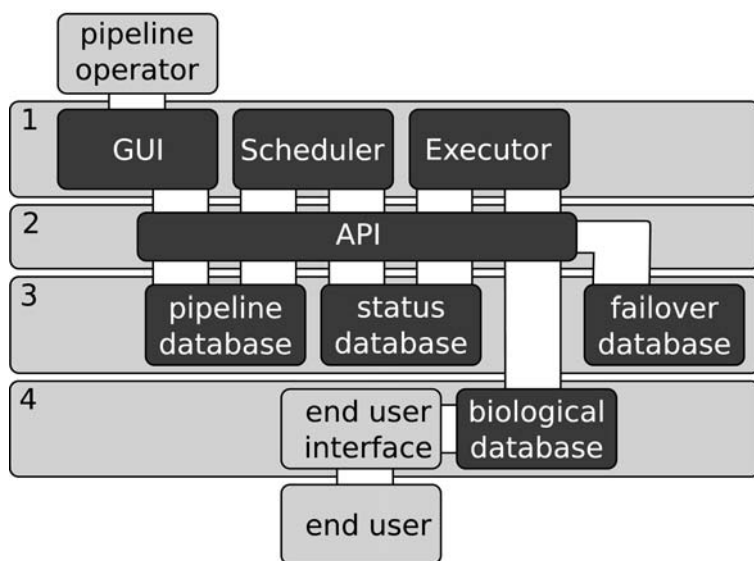 pipeline
operator
1
GUI
Scheduler
Executor
2
API
3
pipeline
database
status
database
failover
database
4
end user
interface
biological
database
end user